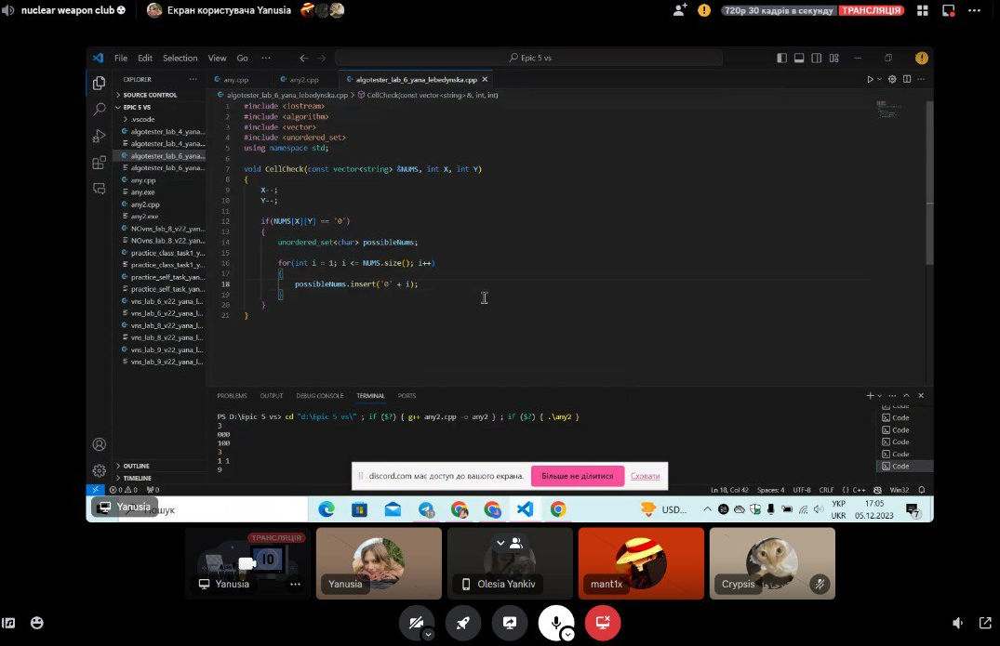 nuclear weapon club ☢
Екран користувача Yanusia
720p 30 кадрів в секунду ТРАНСЛЯЦІЯ
File Edit Selection View Go ···
Epic 5 vs
EXPLORER
any.cpp
any2.cpp
algotester_lab_6_yana_lebedynska.cpp
algotester_lab_6_yana_lebedynska.cpp > CellCheck(const vector<string>&, int, int)
SOURCE CONTROL
EPIC 5 VS
.vscode
algotester_lab_4_yana...
algotester_lab_4_yana...
algotester_lab_6_yana...
algotester_lab_6_yana...
any.cpp
any.exe
any2.cpp
any2.exe
NOvns_lab_8_v22_yan...
NOvns_lab_8_v22_yan...
practice_class_task1_y...
practice_class_task1_y...
practice_self_task_yan...
practice_self_task_yan...
vns_lab_6_v22_yana_l...
vns_lab_6_v22_yana_l...
vns_lab_8_v22_yana_l...
vns_lab_8_v22_yana_l...
vns_lab_9_v22_yana_l...
vns_lab_9_v22_yana_l...
OUTLINE
TIMELINE
1 #include <iostream>
2 #include <algorithm>
3 #include <vector>
4 #include <unordered_set>
5 using namespace std;
6
7 void CellCheck(const vector<string> &NUMS, int X, int Y)
8 {
9 X--;
10 Y--;
11
12 if(NUMS[X][Y] == '0')
13 {
14 unordered_set<char> possibleNums;
15
16 for(int i = 1; i <= NUMS.size(); i++)
17 {
18 possibleNums.insert('0' + i);
19 }
20 }
21 }
PROBLEMS OUTPUT DEBUG CONSOLE TERMINAL PORTS
PS D:\Epic 5 vs> cd "d:\Epic 5 vs\" ; if ($?) { g++ any2.cpp -o any2 } ; if ($?) { .\any2 }
3
000
100
3
1 1
9
Code
Code
Code
Code
Code
Code
discord.com має доступ до вашого екрана.
Більше не ділитися
Сховати
0 0 0
Ln 18, Col 42 Spaces: 4 UTF-8 CRLF {} C++ Win32
Yanusia
Пошук
USD...
УКР
UKR
17:05
05.12.2023
7
ТРАНСЛЯЦІЯ
Yanusia
Yanusia
Olesia Yankiv
mant1x
Crypsis